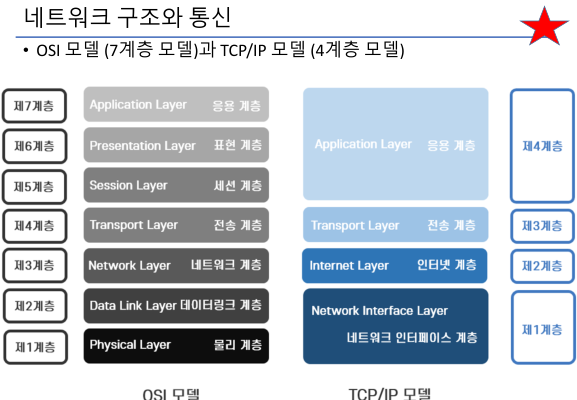 네트워크 구조와 통신
• OSI 모델 (7계층 모델)과 TCP/IP 모델 (4계층 모델)
제7계층 Application Layer 응용 계층
제6계층 Presentation Layer 표현 계층
Application Layer 응용 계층 제4계층
제5계층 Session Layer 세션 계층
제4계층 Transport Layer 전송 계층 Transport Layer 전송 계층 제3계층
제3계층 Network Layer 네트워크 계층 Internet Layer 인터넷 계층 제2계층
제2계층 Data Link Layer 데이터링크 계층 Network Interface Layer
네트워크 인터페이스 계층 제1계층
제1계층 Physical Layer 물리 계층
OSI 모델 TCP/IP 모델